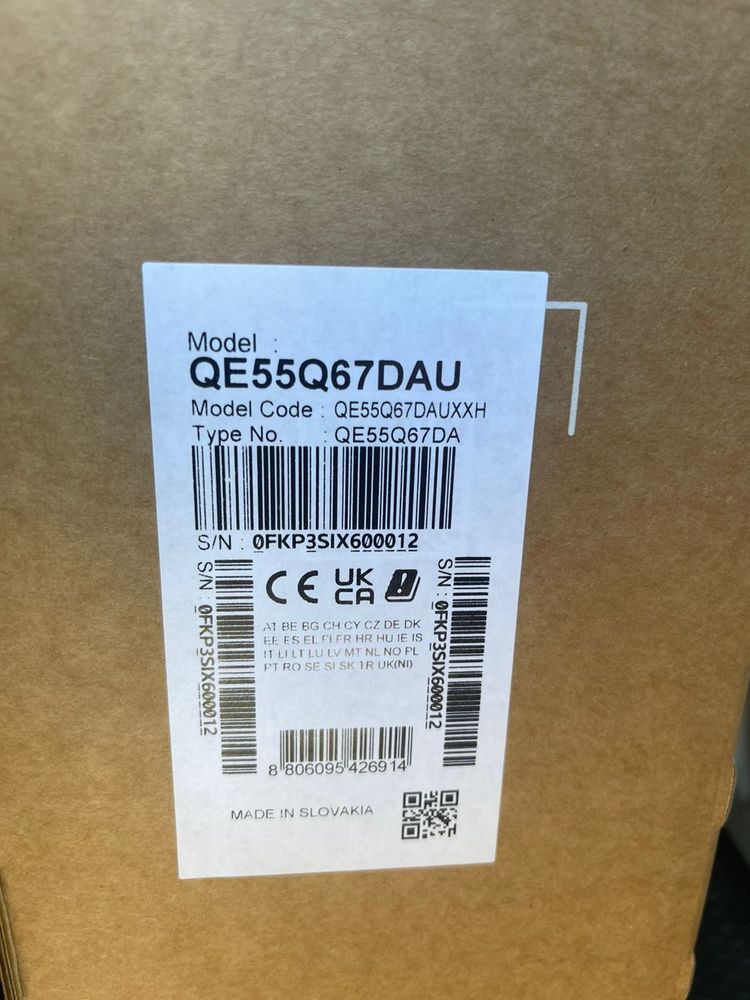 Model :
QE55Q67DAU
Model Code : QE55Q67DAUXXH
Type No. : QE55Q67DA
S/N : 0FKP3SIX600012
S/N : 0FKP3SIX600012
CE UK CA
AT BE BG CH CY CZ DE DK
EE ES EL FI FR HR HU IE IS
IT LI LT LU LV MT NL NO PL
PT RO SE SI SK TR UK(NI)
S/N : 0FKP3SIX600012
8 806095 426914
MADE IN SLOVAKIA